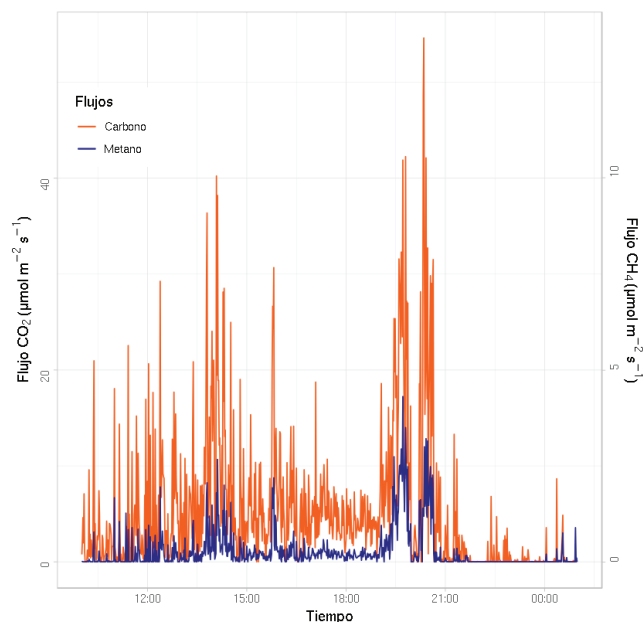 Flujos
Carbono
Metano
Flujo CO₂ (µmol m⁻² s⁻¹)
0
20
40
Flujo CH₄ (µmol m⁻² s⁻¹)
0
5
10
12:00
15:00
18:00
21:00
00:00
Tiempo